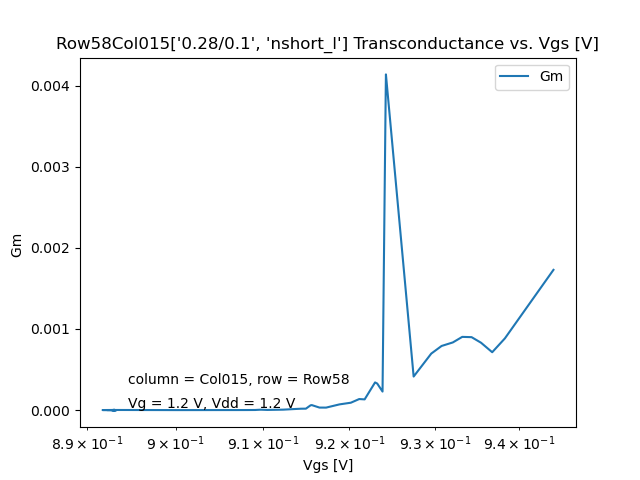 Row58Col015['0.28/0.1', 'nshort_l'] Transconductance vs. Vgs [V]
Gm
0.004
0.003
0.002
0.001
0.000
Gm
column = Col015, row = Row58
Vg = 1.2 V, Vdd = 1.2 V
8.9 × 10⁻¹ 9 × 10⁻¹ 9.1 × 10⁻¹ 9.2 × 10⁻¹ 9.3 × 10⁻¹ 9.4 × 10⁻¹
Vgs [V]